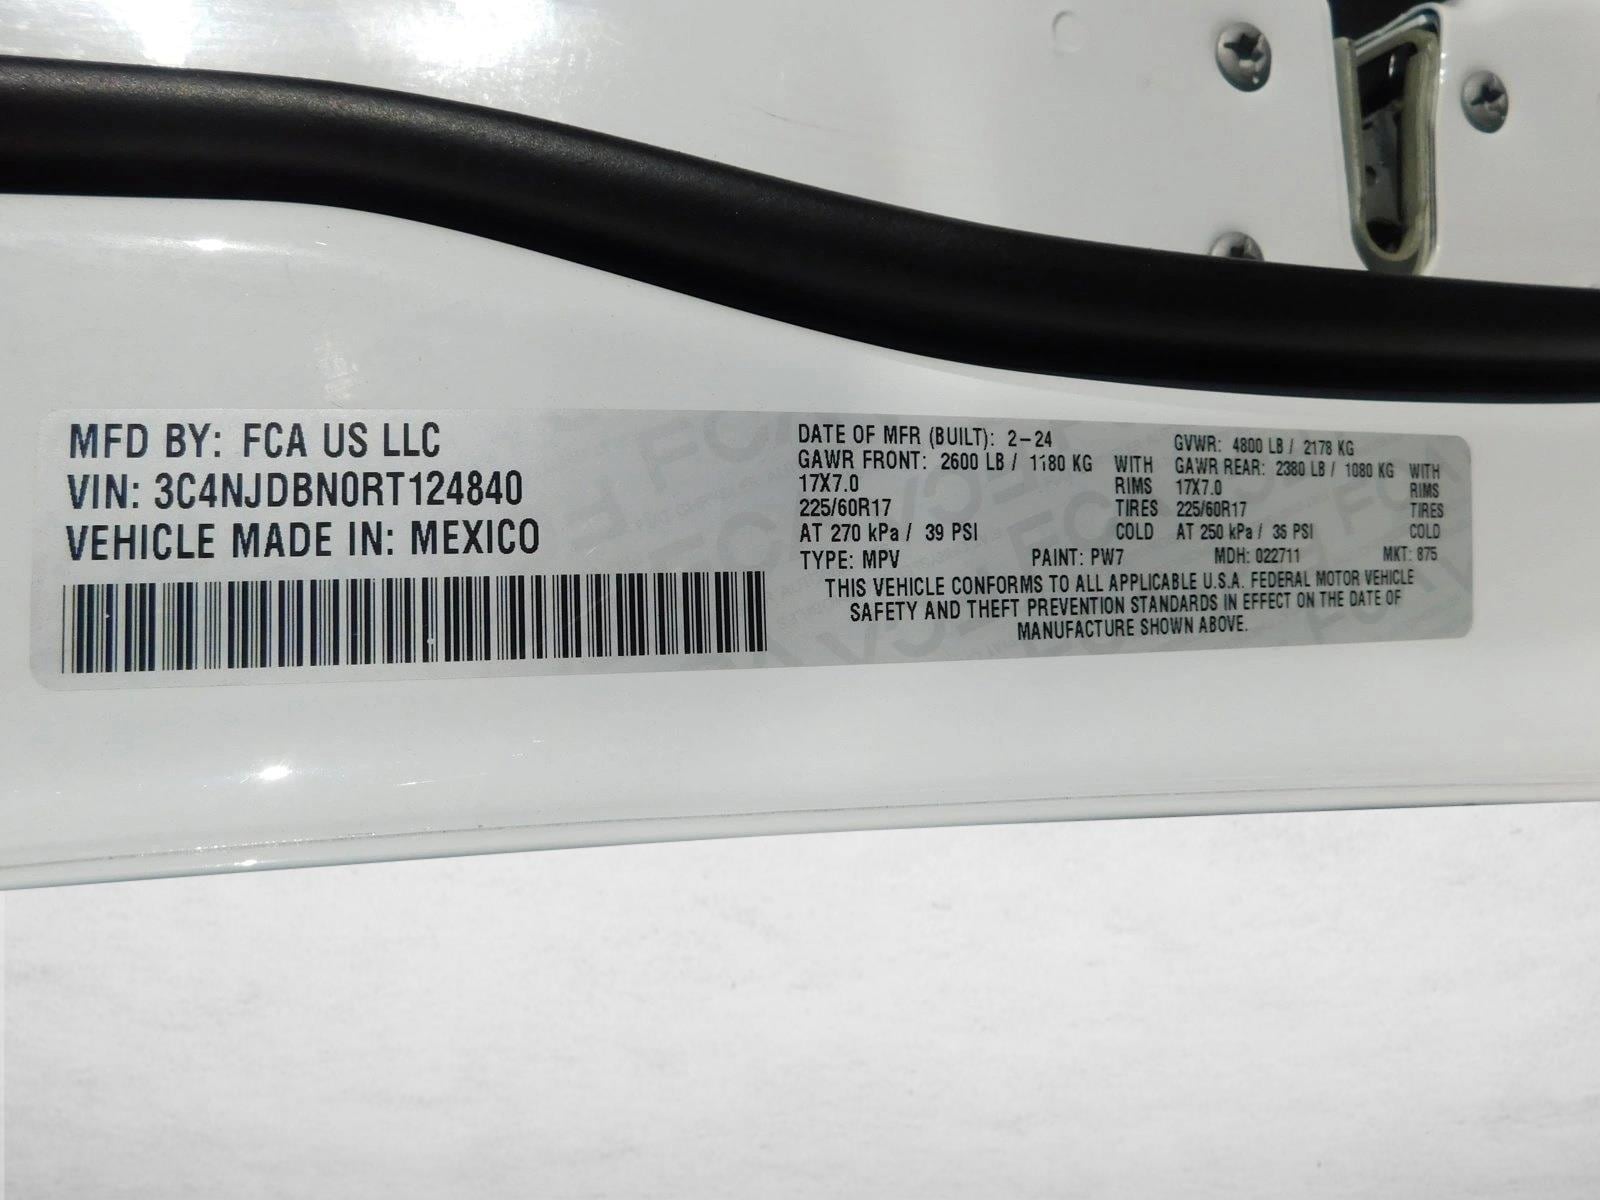 MFD BY: FCA US LLC
VIN: 3C4NJDBN0RT124840
VEHICLE MADE IN: MEXICO
DATE OF MFR (BUILT): 2-24 GVWR: 4800 LB / 2178 KG
GAWR FRONT: 2600 LB / 1180 KG WITH GAWR REAR: 2380 LB / 1080 KG WITH
17X7.0 RIMS 17X7.0 RIMS
225/60R17 TIRES 225/60R17 TIRES
AT 270 kPa / 39 PSI COLD AT 250 kPa / 36 PSI COLD
TYPE: MPV PAINT: PW7 MDH: 022711 MKT: 875
THIS VEHICLE CONFORMS TO ALL APPLICABLE U.S.A. FEDERAL MOTOR VEHICLE
SAFETY AND THEFT PREVENTION STANDARDS IN EFFECT ON THE DATE OF
MANUFACTURE SHOWN ABOVE.